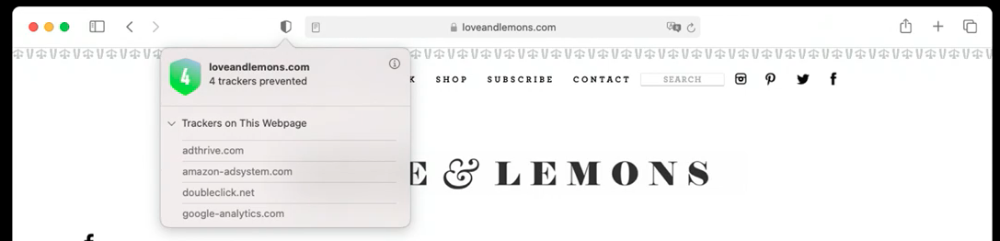 loveandlemons.com
4
loveandlemons.com
4 trackers prevented
SHOP SUBSCRIBE CONTACT SEARCH
Trackers on This Webpage
adthrive.com
amazon-adsystem.com
E & LEMONS
doubleclick.net
google-analytics.com